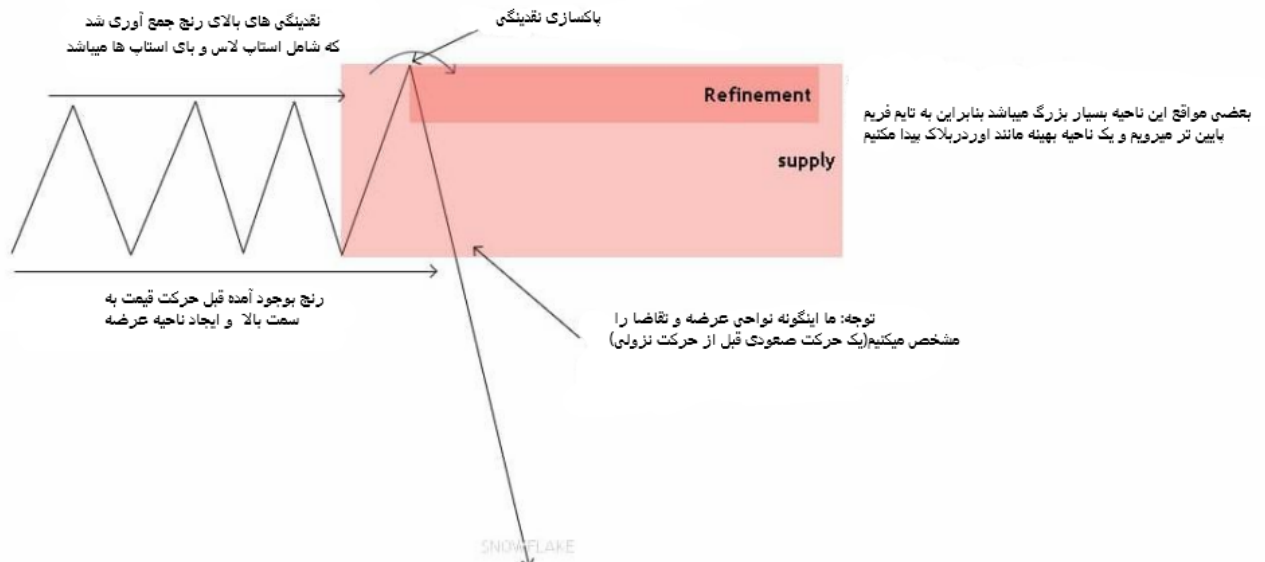 نقدینگی های بالای رنج جمع آوری شد
که شامل استاپ لاس و بای استاپ ها میباشد
پاکسازی نقدینگی
Refinement
supply
بعضی مواقع این ناحیه بسیار بزرگ میباشد بنابراین به تایم فریم
پایین تر میرویم و یک ناحیه بهینه مانند اوردربلاک پیدا مکنیم
رنج بوجود آمده قبل حرکت قیمت به
سمت بالا و ایجاد ناحیه عرضه
توجه: ما اینگونه نواحی عرضه و تقاضا را
مشخص میکنیم(یک حرکت صعودی قبل از حرکت نزولی)
SNOWFLAKE